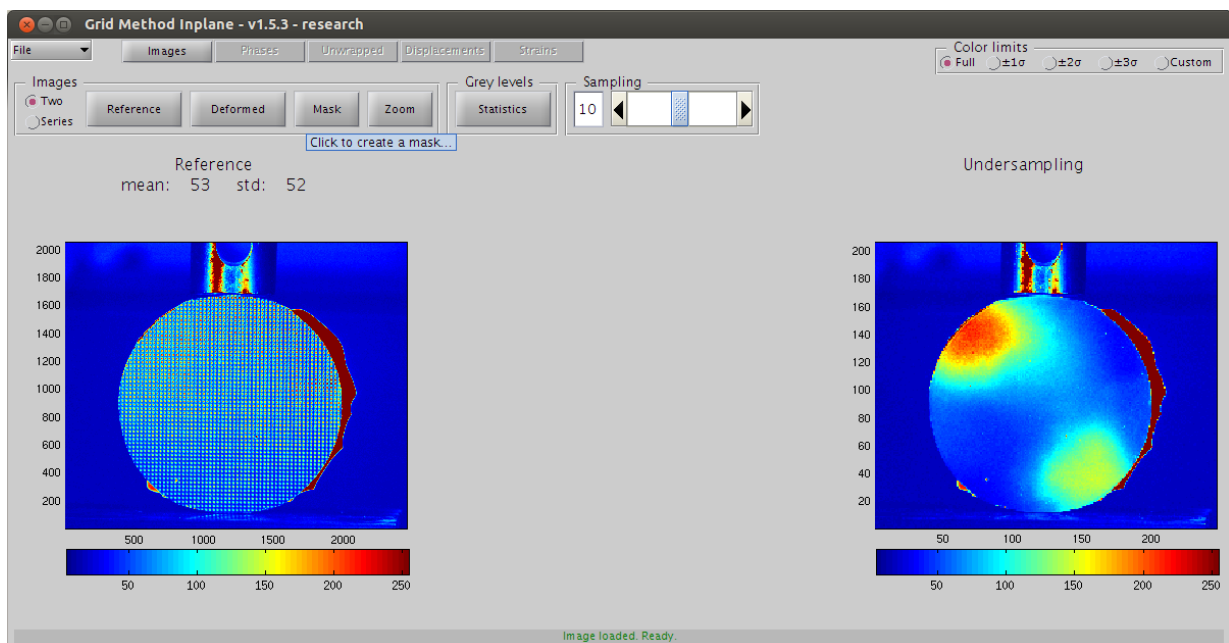 Grid Method Inplane - v1.5.3 - research
File Images Phases Unwrapped Displacements Strains
Color limits
Full ±1σ ±2σ ±3σ Custom
Images
Two
Series
Reference Deformed Mask Zoom
Grey levels
Statistics
Sampling
10
Click to create a mask...
Reference
mean: 53 std: 52
Undersampling
2000
1800
1600
1400
1200
1000
800
600
400
200
500 1000 1500 2000
50 100 150 200 250
200
180
160
140
120
100
80
60
40
20
50 100 150 200
50 100 150 200 250
Image loaded. Ready.